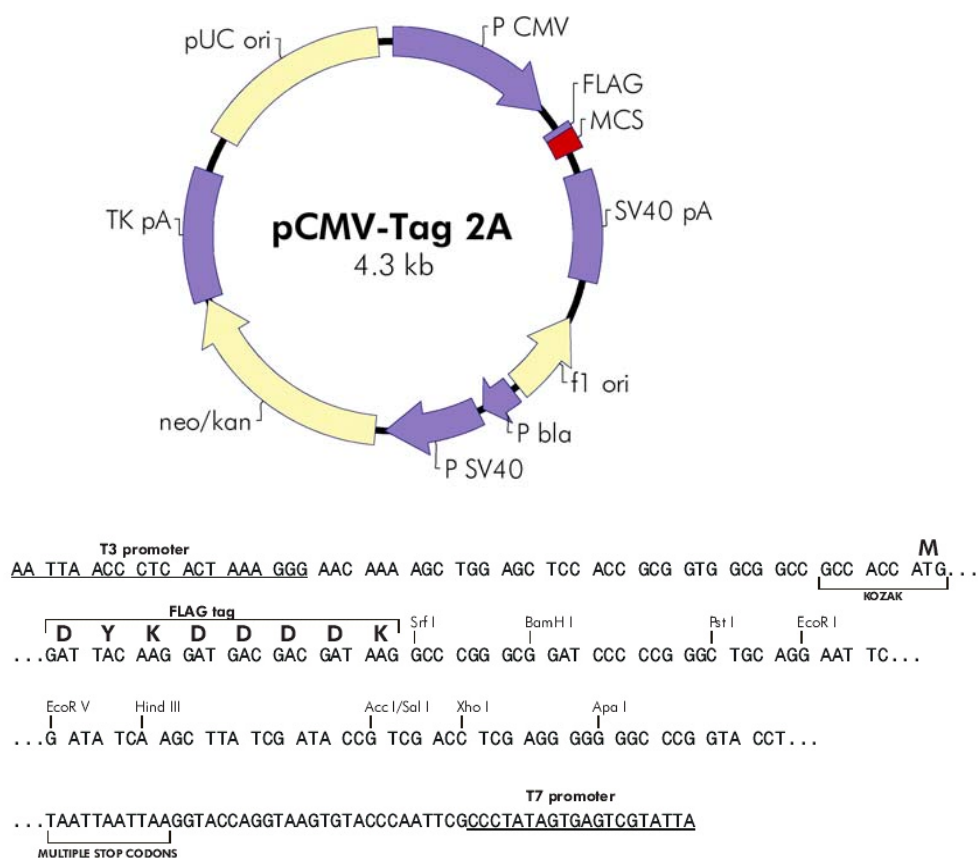 P CMV
pUC ori
FLAG
MCS
TK pA
pCMV-Tag 2A
4.3 kb
SV40 pA
f1 ori
neo/kan
P bla
P SV40
T3 promoter
M
AA TTA ACC CTC ACT AAA GGG AAC AAA AGC TGG AGC TCC ACC GCG GTG GCG GCC GCC ACC ATG...
KOZAK
FLAG tag
D Y K D D D D K
Srf I BamH I Pst I EcoR I
...GAT TAC AAG GAT GAC GAC GAT AAG GCC CGG GCG GAT CCC CCG GGC TGC AGG AAT TC...
EcoR V Hind III Acc I/Sal I Xho I Apa I
...G ATA TCA AGC TTA TCG ATA CCG TCG ACC TCG AGG GGG GGC CCG GTA CCT...
T7 promoter
...TAATTAATTAAGGTACCAGGTAAGTGTACCCAATTCGCCCTATAGTGAGTCGTATTA
MULTIPLE STOP CODONS